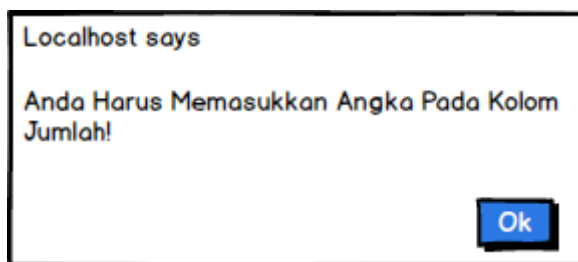 Localhost says
Anda Harus Memasukkan Angka Pada Kolom
Jumlah!
Ok